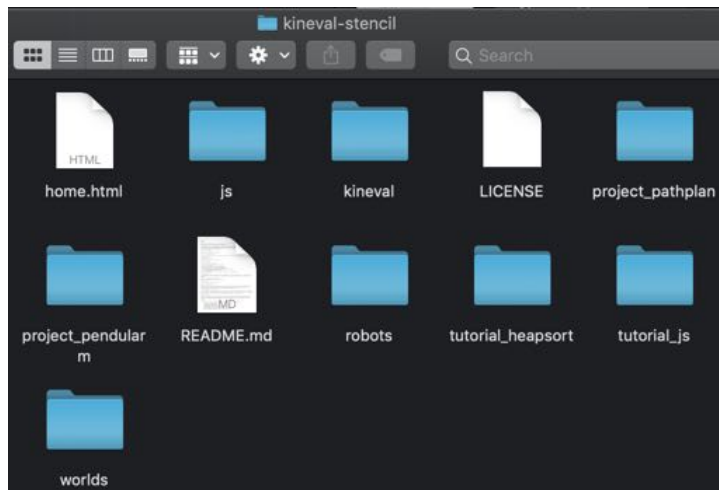 kineval-stencil
Search
HTML
home.html
js
kineval
LICENSE
project_pathplan
project_pendular
m
MD
README.md
robots
tutorial_heapsort
tutorial_js
worlds